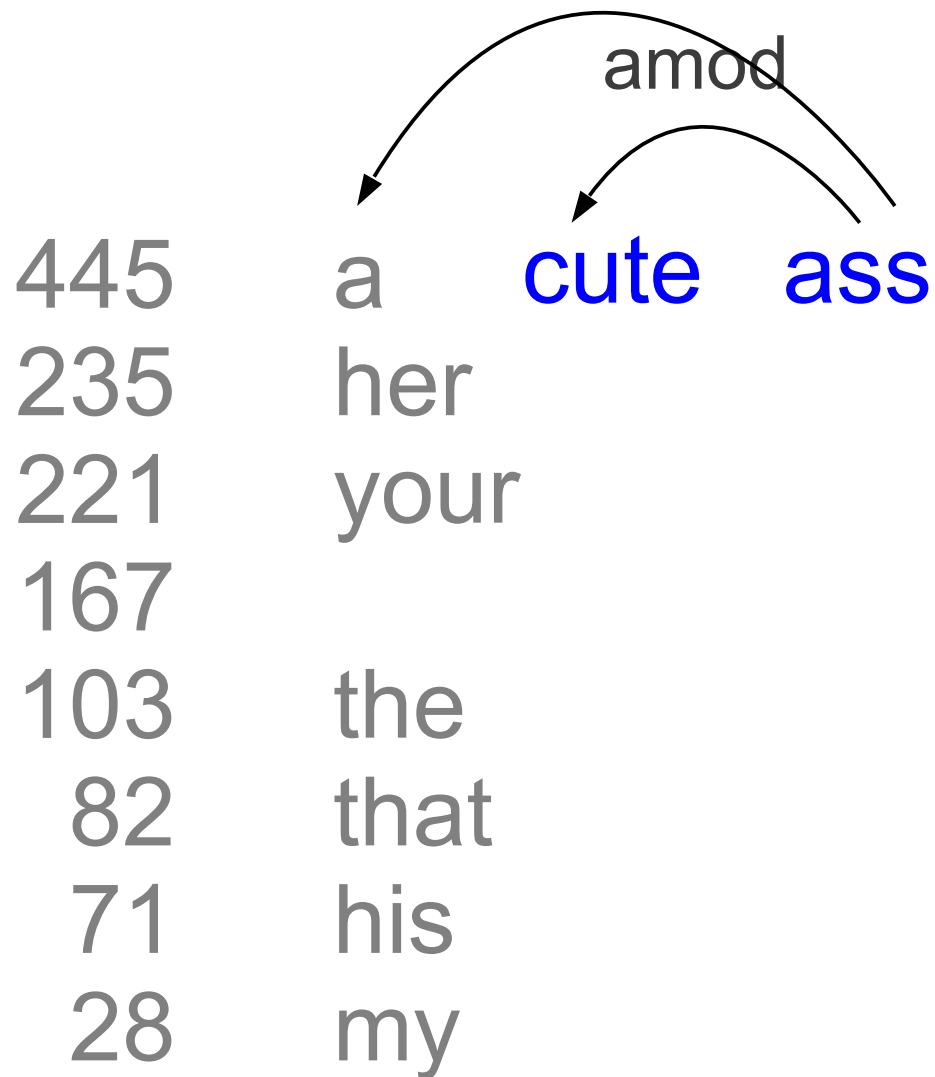 amod
445 a cute ass
235 her
221 your
167
103 the
82 that
71 his
28 my